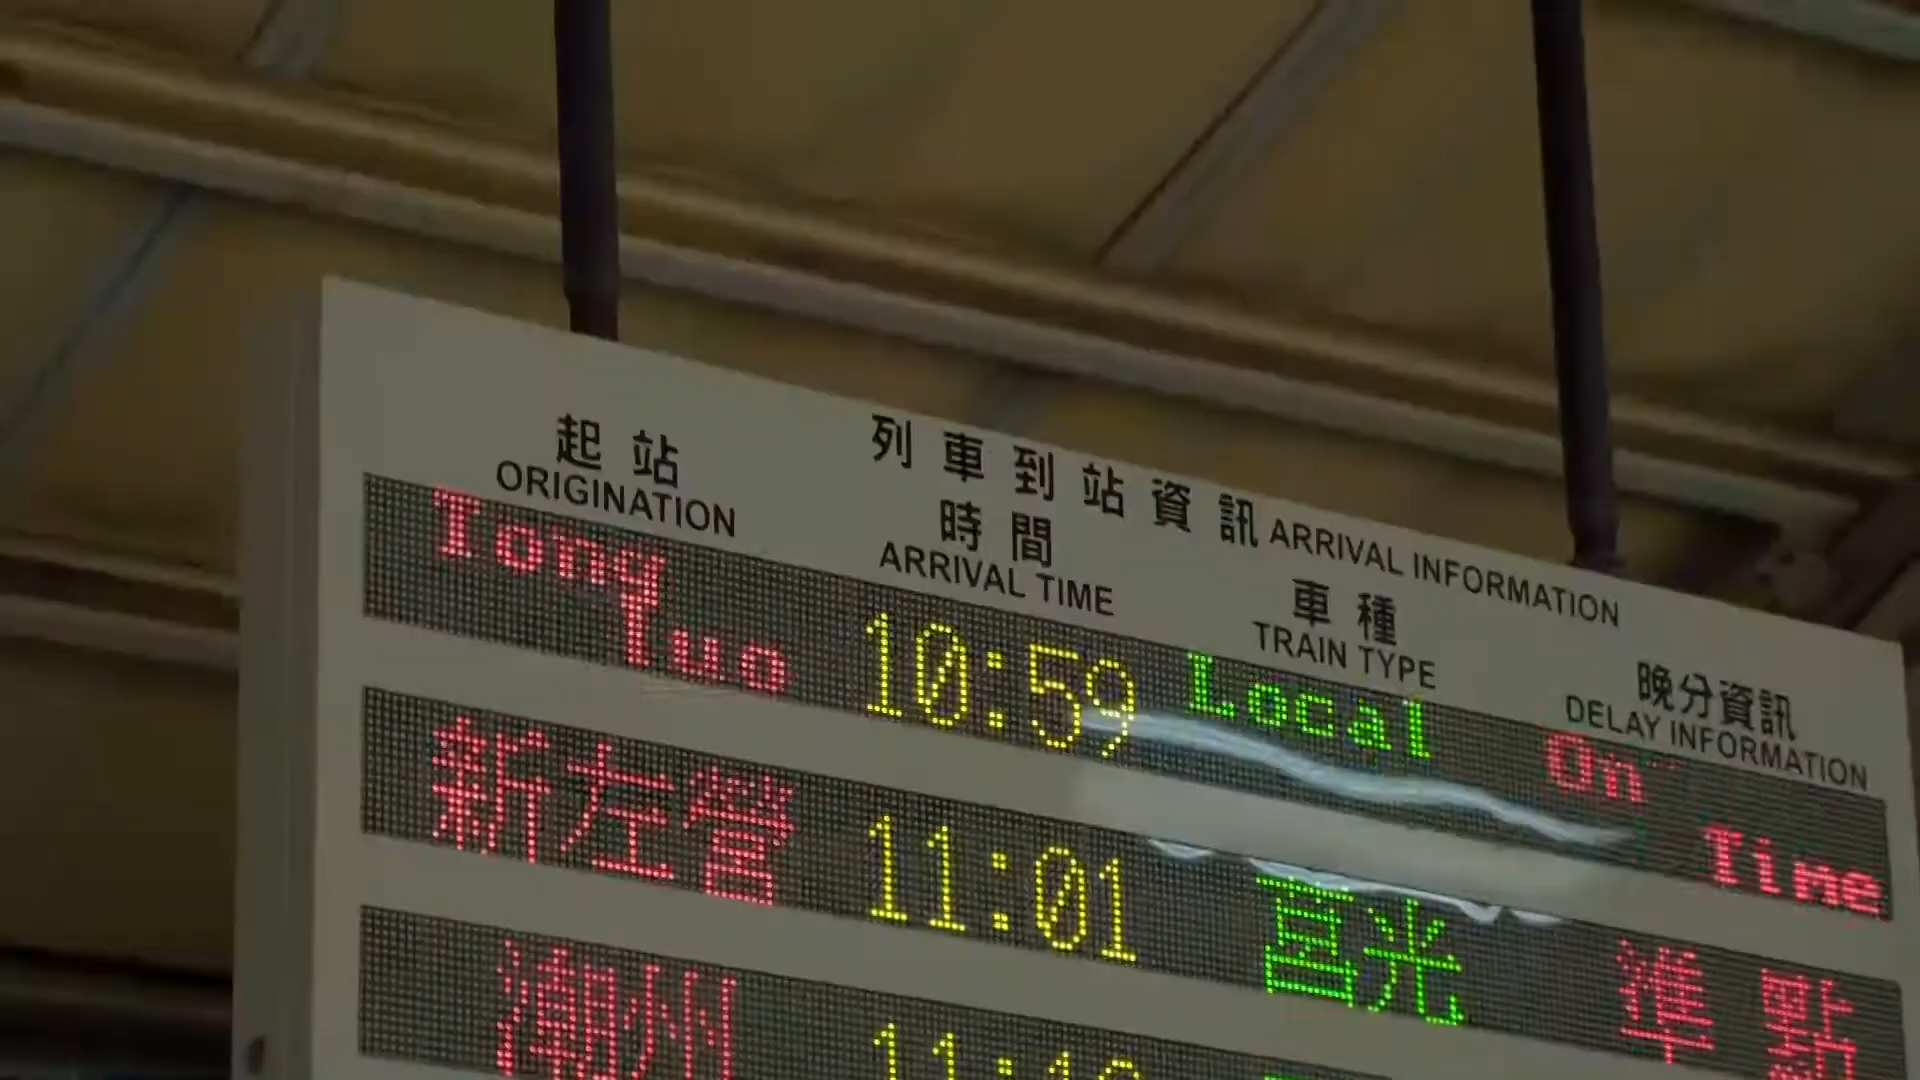 列車到站資訊 ARRIVAL INFORMATION
起站 時間 車種 晚分資訊
ORIGINATION ARRIVAL TIME TRAIN TYPE DELAY INFORMATION
Tong Yuo 10:59 Local On Time
新左營 11:01 莒光 準點
潮州